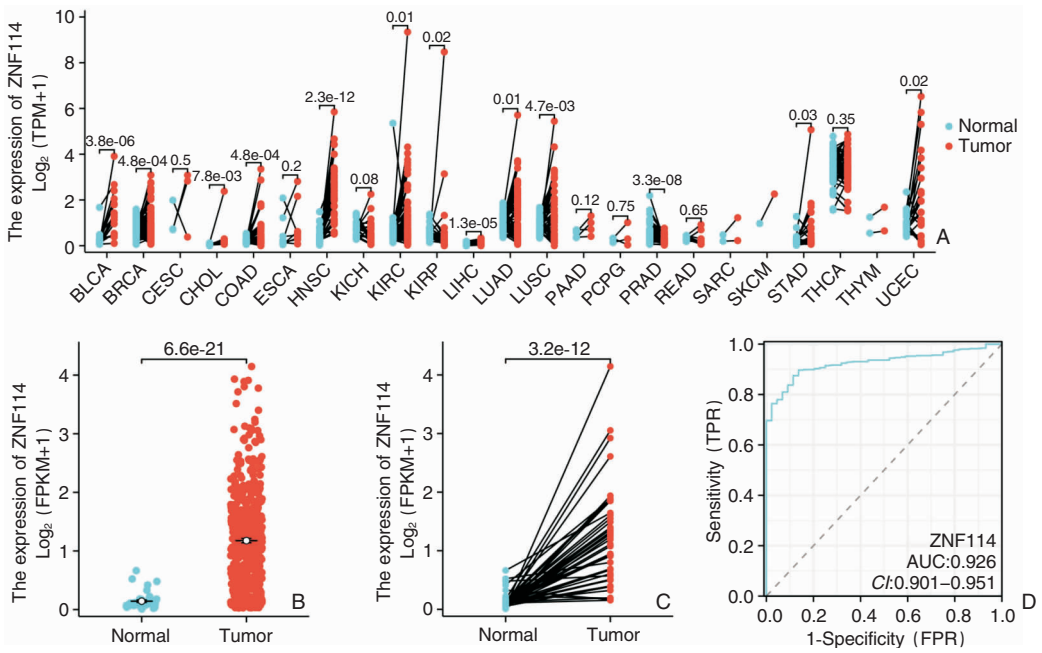 The expression of ZNF114
Log₂ (TPM+1)
10
8
6
4
2
0
3.8e-06
4.8e-04
0.5
7.8e-03
4.8e-04
0.2
2.3e-12
0.08
0.01
0.02
1.3e-05
0.01
4.7e-03
0.12
0.75
3.3e-08
0.65
0.03
0.35
0.02
Normal
Tumor
A
BLCA
BRCA
CESC
CHOL
COAD
ESCA
HNSC
KICH
KIRC
KIRP
LIHC
LUAD
LUSC
PAAD
PCPG
PRAD
READ
SARC
SKCM
STAD
THCA
THYM
UCEC
The expression of ZNF114
Log₂ (FPKM+1)
4
3
2
1
0
6.6e-21
B
Normal
Tumor
The expression of ZNF114
Log₂ (FPKM+1)
4
3
2
1
0
3.2e-12
C
Normal
Tumor
Sensitivity (TPR)
1.0
0.8
0.6
0.4
0.2
0.0
ZNF114
AUC:0.926
CI:0.901–0.951
D
0.0 0.2 0.4 0.6 0.8 1.0
1-Specificity (FPR)